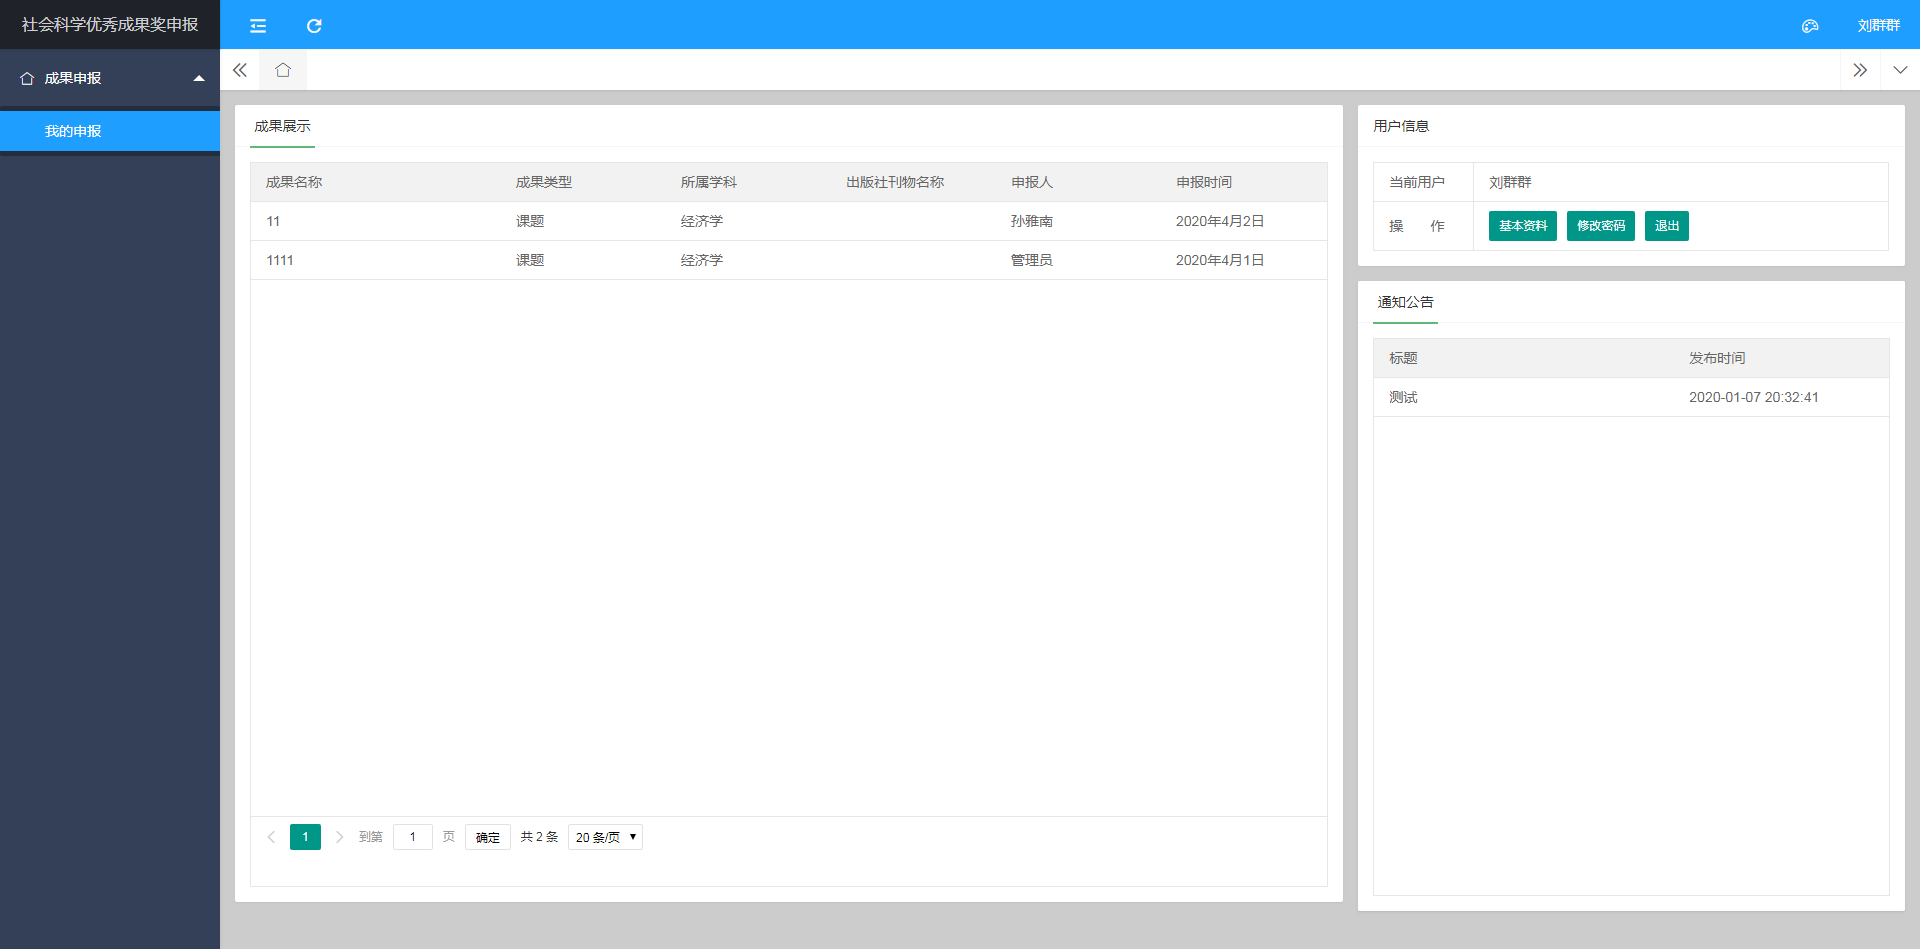 社会科学优秀成果奖申报
刘群群
成果申报
我的申报
成果展示
成果名称 成果类型 所属学科 出版社刊物名称 申报人 申报时间
11 课题 经济学 孙雅南 2020年4月2日
1111 课题 经济学 管理员 2020年4月1日
1 到第 1 页 确定 共 2 条 20 条/页
用户信息
当前用户 刘群群
操 作 基本资料 修改密码 退出
通知公告
标题 发布时间
测试 2020-01-07 20:32:41